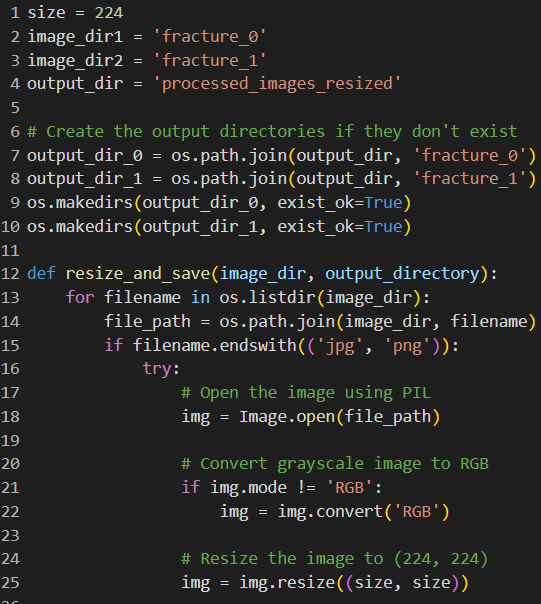 1 size = 224
2 image_dir1 = 'fracture_0'
3 image_dir2 = 'fracture_1'
4 output_dir = 'processed_images_resized'
5
6 # Create the output directories if they don't exist
7 output_dir_0 = os.path.join(output_dir, 'fracture_0')
8 output_dir_1 = os.path.join(output_dir, 'fracture_1')
9 os.makedirs(output_dir_0, exist_ok=True)
10 os.makedirs(output_dir_1, exist_ok=True)
11
12 def resize_and_save(image_dir, output_directory):
13     for filename in os.listdir(image_dir):
14         file_path = os.path.join(image_dir, filename)
15         if filename.endswith(('jpg', 'png')):
16             try:
17                 # Open the image using PIL
18                 img = Image.open(file_path)
19
20                 # Convert grayscale image to RGB
21                 if img.mode != 'RGB':
22                     img = img.convert('RGB')
23
24                 # Resize the image to (224, 224)
25                 img = img.resize((size, size))